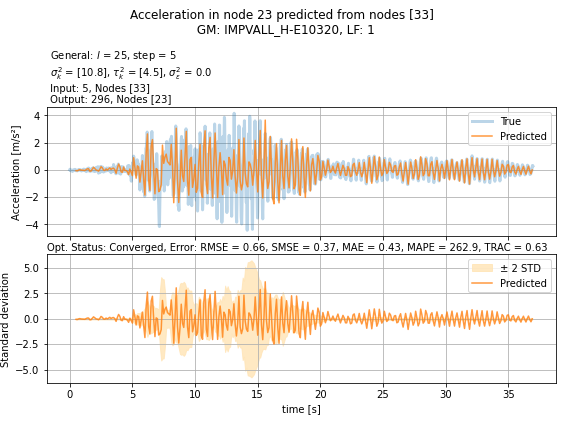 Acceleration in node 23 predicted from nodes [33]
GM: IMPVALL_H-E10320, LF: 1
General: l = 25, step = 5
σ²ₖ = [10.8], τ²ₖ = [4.5], σ²ε = 0.0
Input: 5, Nodes [33]
Output: 296, Nodes [23]
Acceleration [m/s²]
4
2
0
−2
−4
True
Predicted
Opt. Status: Converged, Error: RMSE = 0.66, SMSE = 0.37, MAE = 0.43, MAPE = 262.9, TRAC = 0.63
Standard deviation
5.0
2.5
0.0
−2.5
−5.0
± 2 STD
Predicted
0 5 10 15 20 25 30 35
time [s]